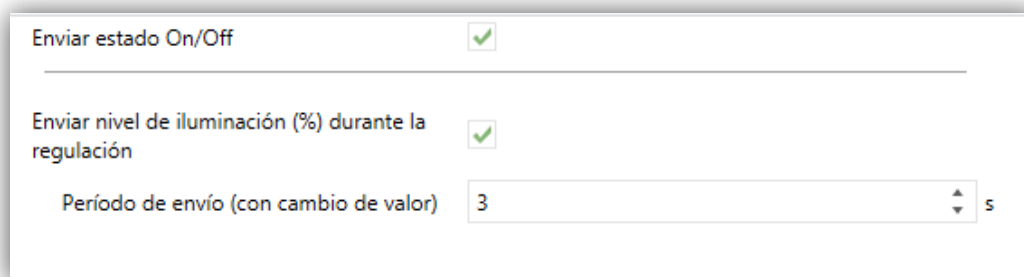 Enviar estado On/Off
Enviar nivel de iluminación (%) durante la
regulación
Período de envío (con cambio de valor) 3 s